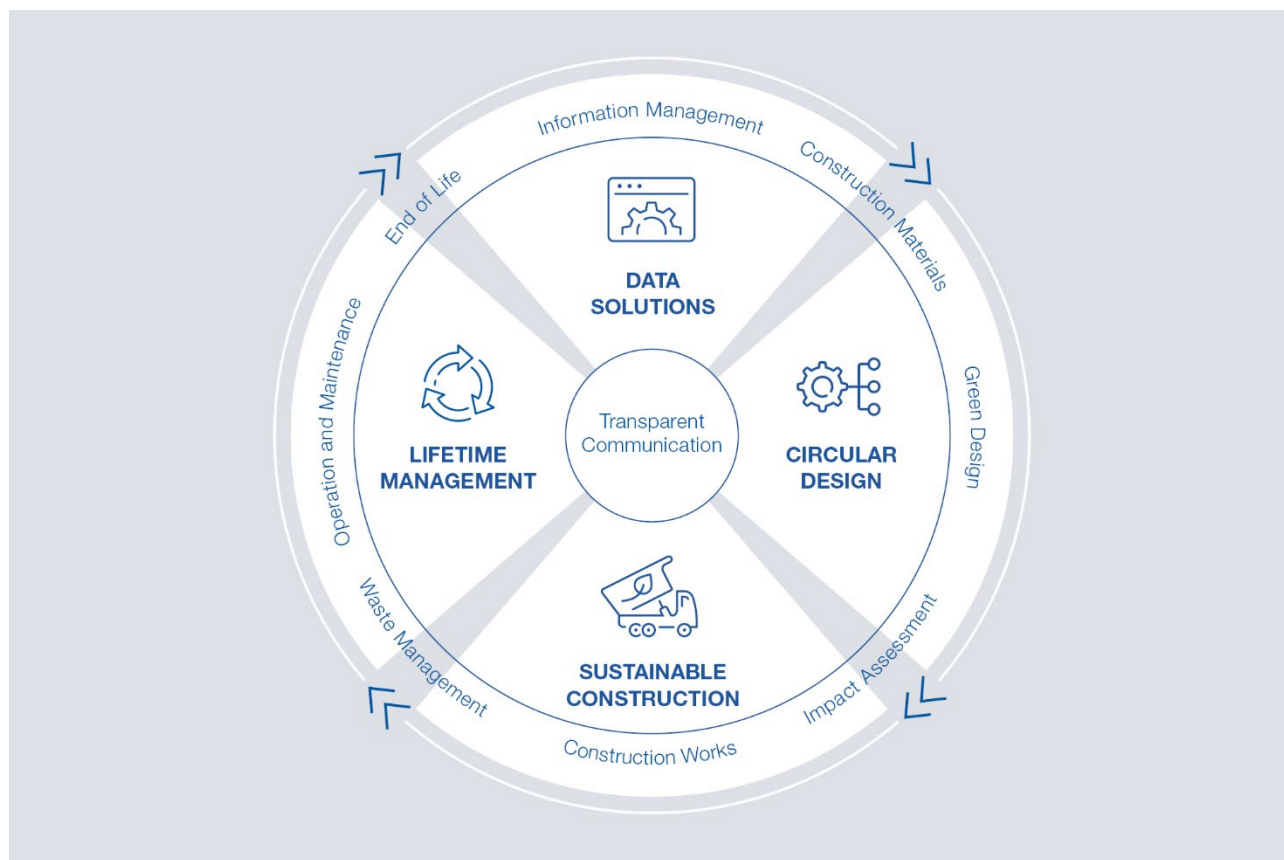 Information Management
Construction Materials
End of Life
DATA
SOLUTIONS
Operation and Maintenance
Green Design
LIFETIME
MANAGEMENT
Transparent
Communication
CIRCULAR
DESIGN
Waste Management
SUSTAINABLE
CONSTRUCTION
Impact Assessment
Construction Works